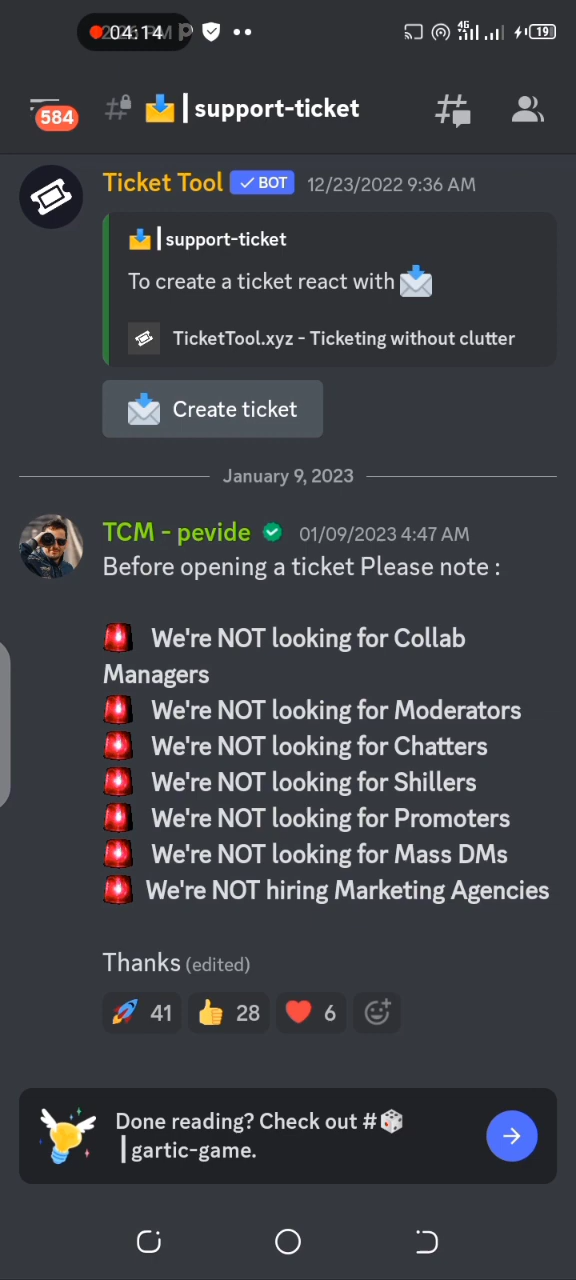 04:14
4G
19
584
support-ticket
Ticket Tool BOT 12/23/2022 9:36 AM
support-ticket
To create a ticket react with
TicketTool.xyz - Ticketing without clutter
Create ticket
January 9, 2023
TCM - pevide 01/09/2023 4:47 AM
Before opening a ticket Please note :
We're NOT looking for Collab
Managers
We're NOT looking for Moderators
We're NOT looking for Chatters
We're NOT looking for Shillers
We're NOT looking for Promoters
We're NOT looking for Mass DMs
We're NOT hiring Marketing Agencies
Thanks (edited)
41 28 6
Done reading? Check out #
gartic-game.